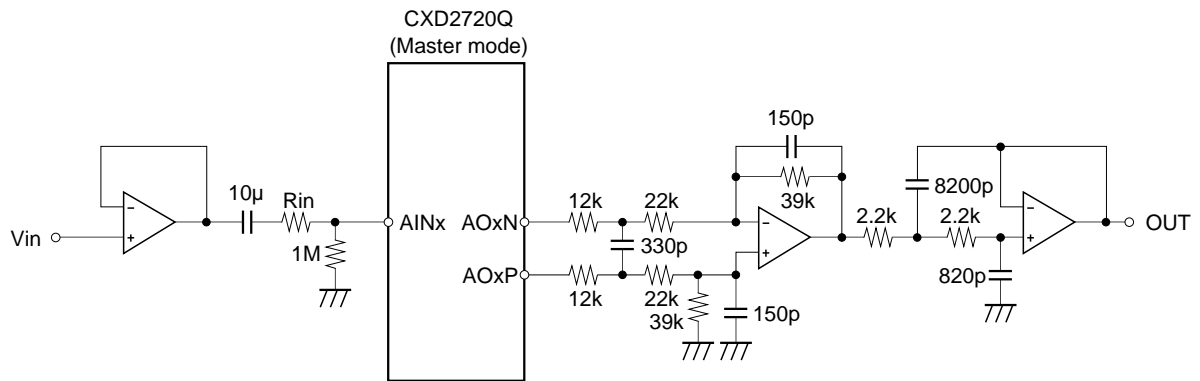 CXD2720Q
(Master mode)
150p
39k
8200p
10µ
Rin
12k
22k
2.2k
2.2k
−
+
Vin
1M
AINx
AOxN
330p
−
+
−
+
OUT
AOxP
12k
22k
39k
150p
820p